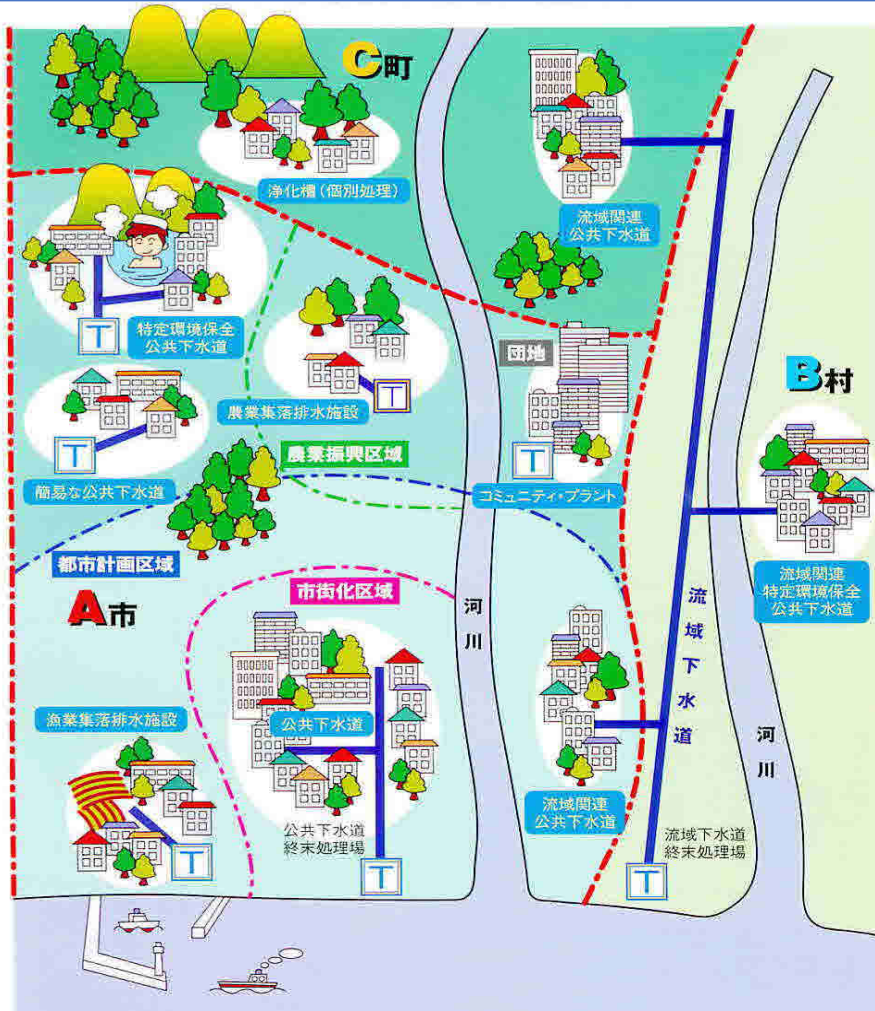 C町
浄化槽(個別処理)
流域関連
公共下水道
T
特定環境保全
公共下水道
団地
B村
T
農業集落排水施設
農業振興区域
T
簡易な公共下水道
T
コミュニティ・プラント
都市計画区域
A市
市街化区域
河川
流域下水道
流域関連
特定環境保全
公共下水道
漁業集落排水施設
公共下水道
河川
流域関連
公共下水道
公共下水道
終末処理場
流域下水道
終末処理場
T
T
T